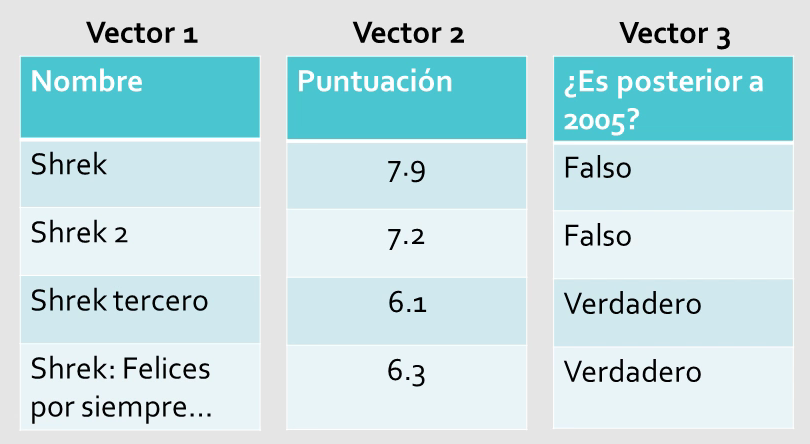 Vector 1
Vector 2
Vector 3
Nombre
Puntuación
¿Es posterior a
2005?
Shrek
7.9
Falso
Shrek 2
7.2
Falso
Shrek tercero
6.1
Verdadero
Shrek: Felices
por siempre...
6.3
Verdadero